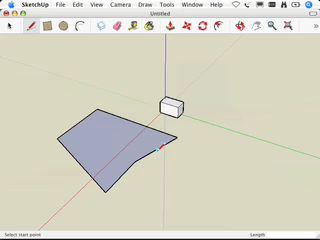 SketchUp File Edit View Camera Draw Tools Window Help
Untitled
Select start point
Length